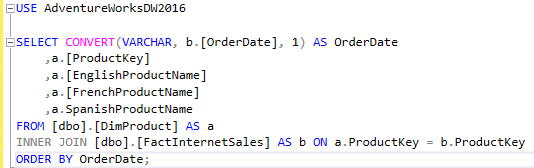 USE AdventureWorksDW2016
SELECT CONVERT(VARCHAR, b.[OrderDate], 1) AS OrderDate
,a.[ProductKey]
,a.[EnglishProductName]
,a.[FrenchProductName]
,a.SpanishProductName
FROM [dbo].[DimProduct] AS a
INNER JOIN [dbo].[FactInternetSales] AS b ON a.ProductKey = b.ProductKey
ORDER BY OrderDate;